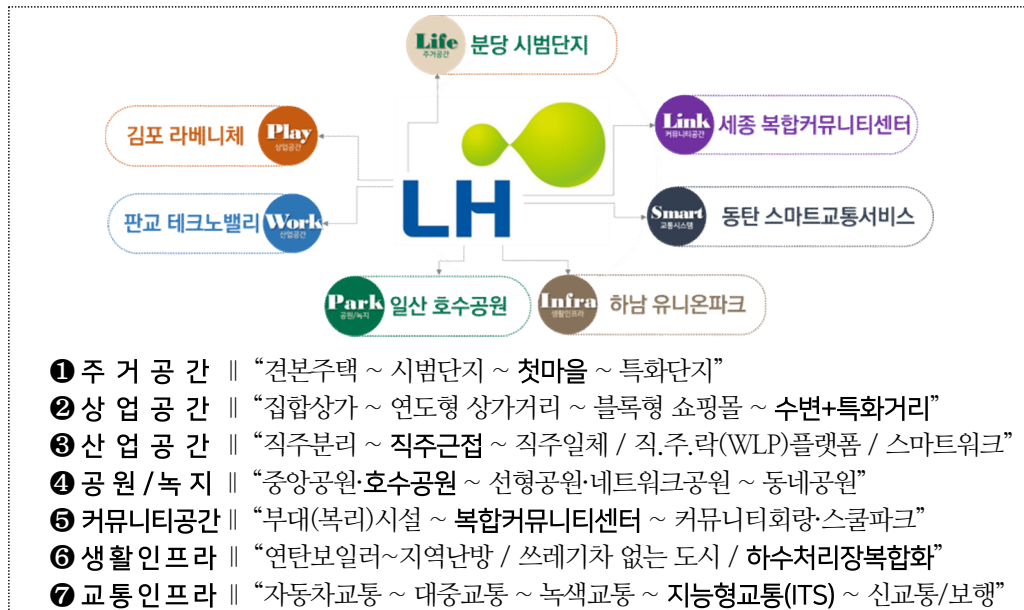 Life 주거공간 분당 시범단지
김포 라베니체 Play 상업공간
Link 커뮤니티공간 세종 복합커뮤니티센터
판교 테크노밸리 Work 산업공간
LH
Smart 교통시스템 동탄 스마트교통서비스
Park 공원/녹지 일산 호수공원
Infra 생활인프라 하남 유니온파크
❶ 주 거 공 간 ∥ “견본주택 ~ 시범단지 ~ 첫마을 ~ 특화단지”
❷ 상 업 공 간 ∥ “집합상가 ~ 연도형 상가거리 ~ 블록형 쇼핑몰 ~ 수변+특화거리”
❸ 산 업 공 간 ∥ “직주분리 ~ 직주근접 ~ 직주일체 / 직.주.락(WLP)플랫폼 / 스마트워크”
❹ 공 원 / 녹 지 ∥ “중앙공원·호수공원 ~ 선형공원·네트워크공원 ~ 동네공원”
❺ 커뮤니티공간 ∥ “부대(복리)시설 ~ 복합커뮤니티센터 ~ 커뮤니티회랑·스쿨파크”
❻ 생활인프라 ∥ “연탄보일러~지역난방 / 쓰레기차 없는 도시 / 하수처리장복합화”
❼ 교통인프라 ∥ “자동차교통 ~ 대중교통 ~ 녹색교통 ~ 지능형교통(ITS) ~ 신교통/보행”